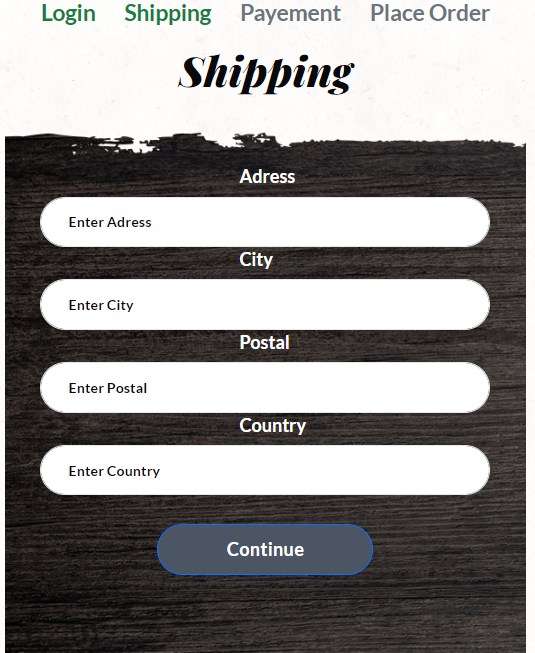 Login Shipping Payement Place Order
Shipping
Adress
Enter Adress
City
Enter City
Postal
Enter Postal
Country
Enter Country
Continue